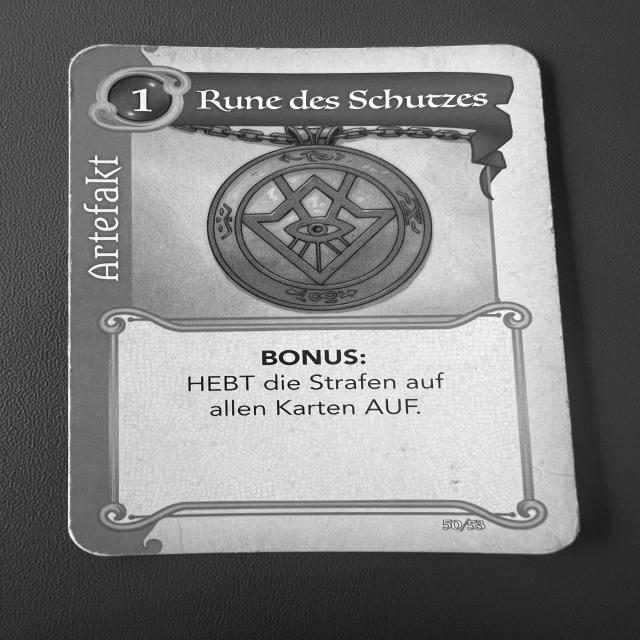 1 Rune des Schutzes
Artefakt
BONUS:
HEBT die Strafen auf
allen Karten AUF.
50/53